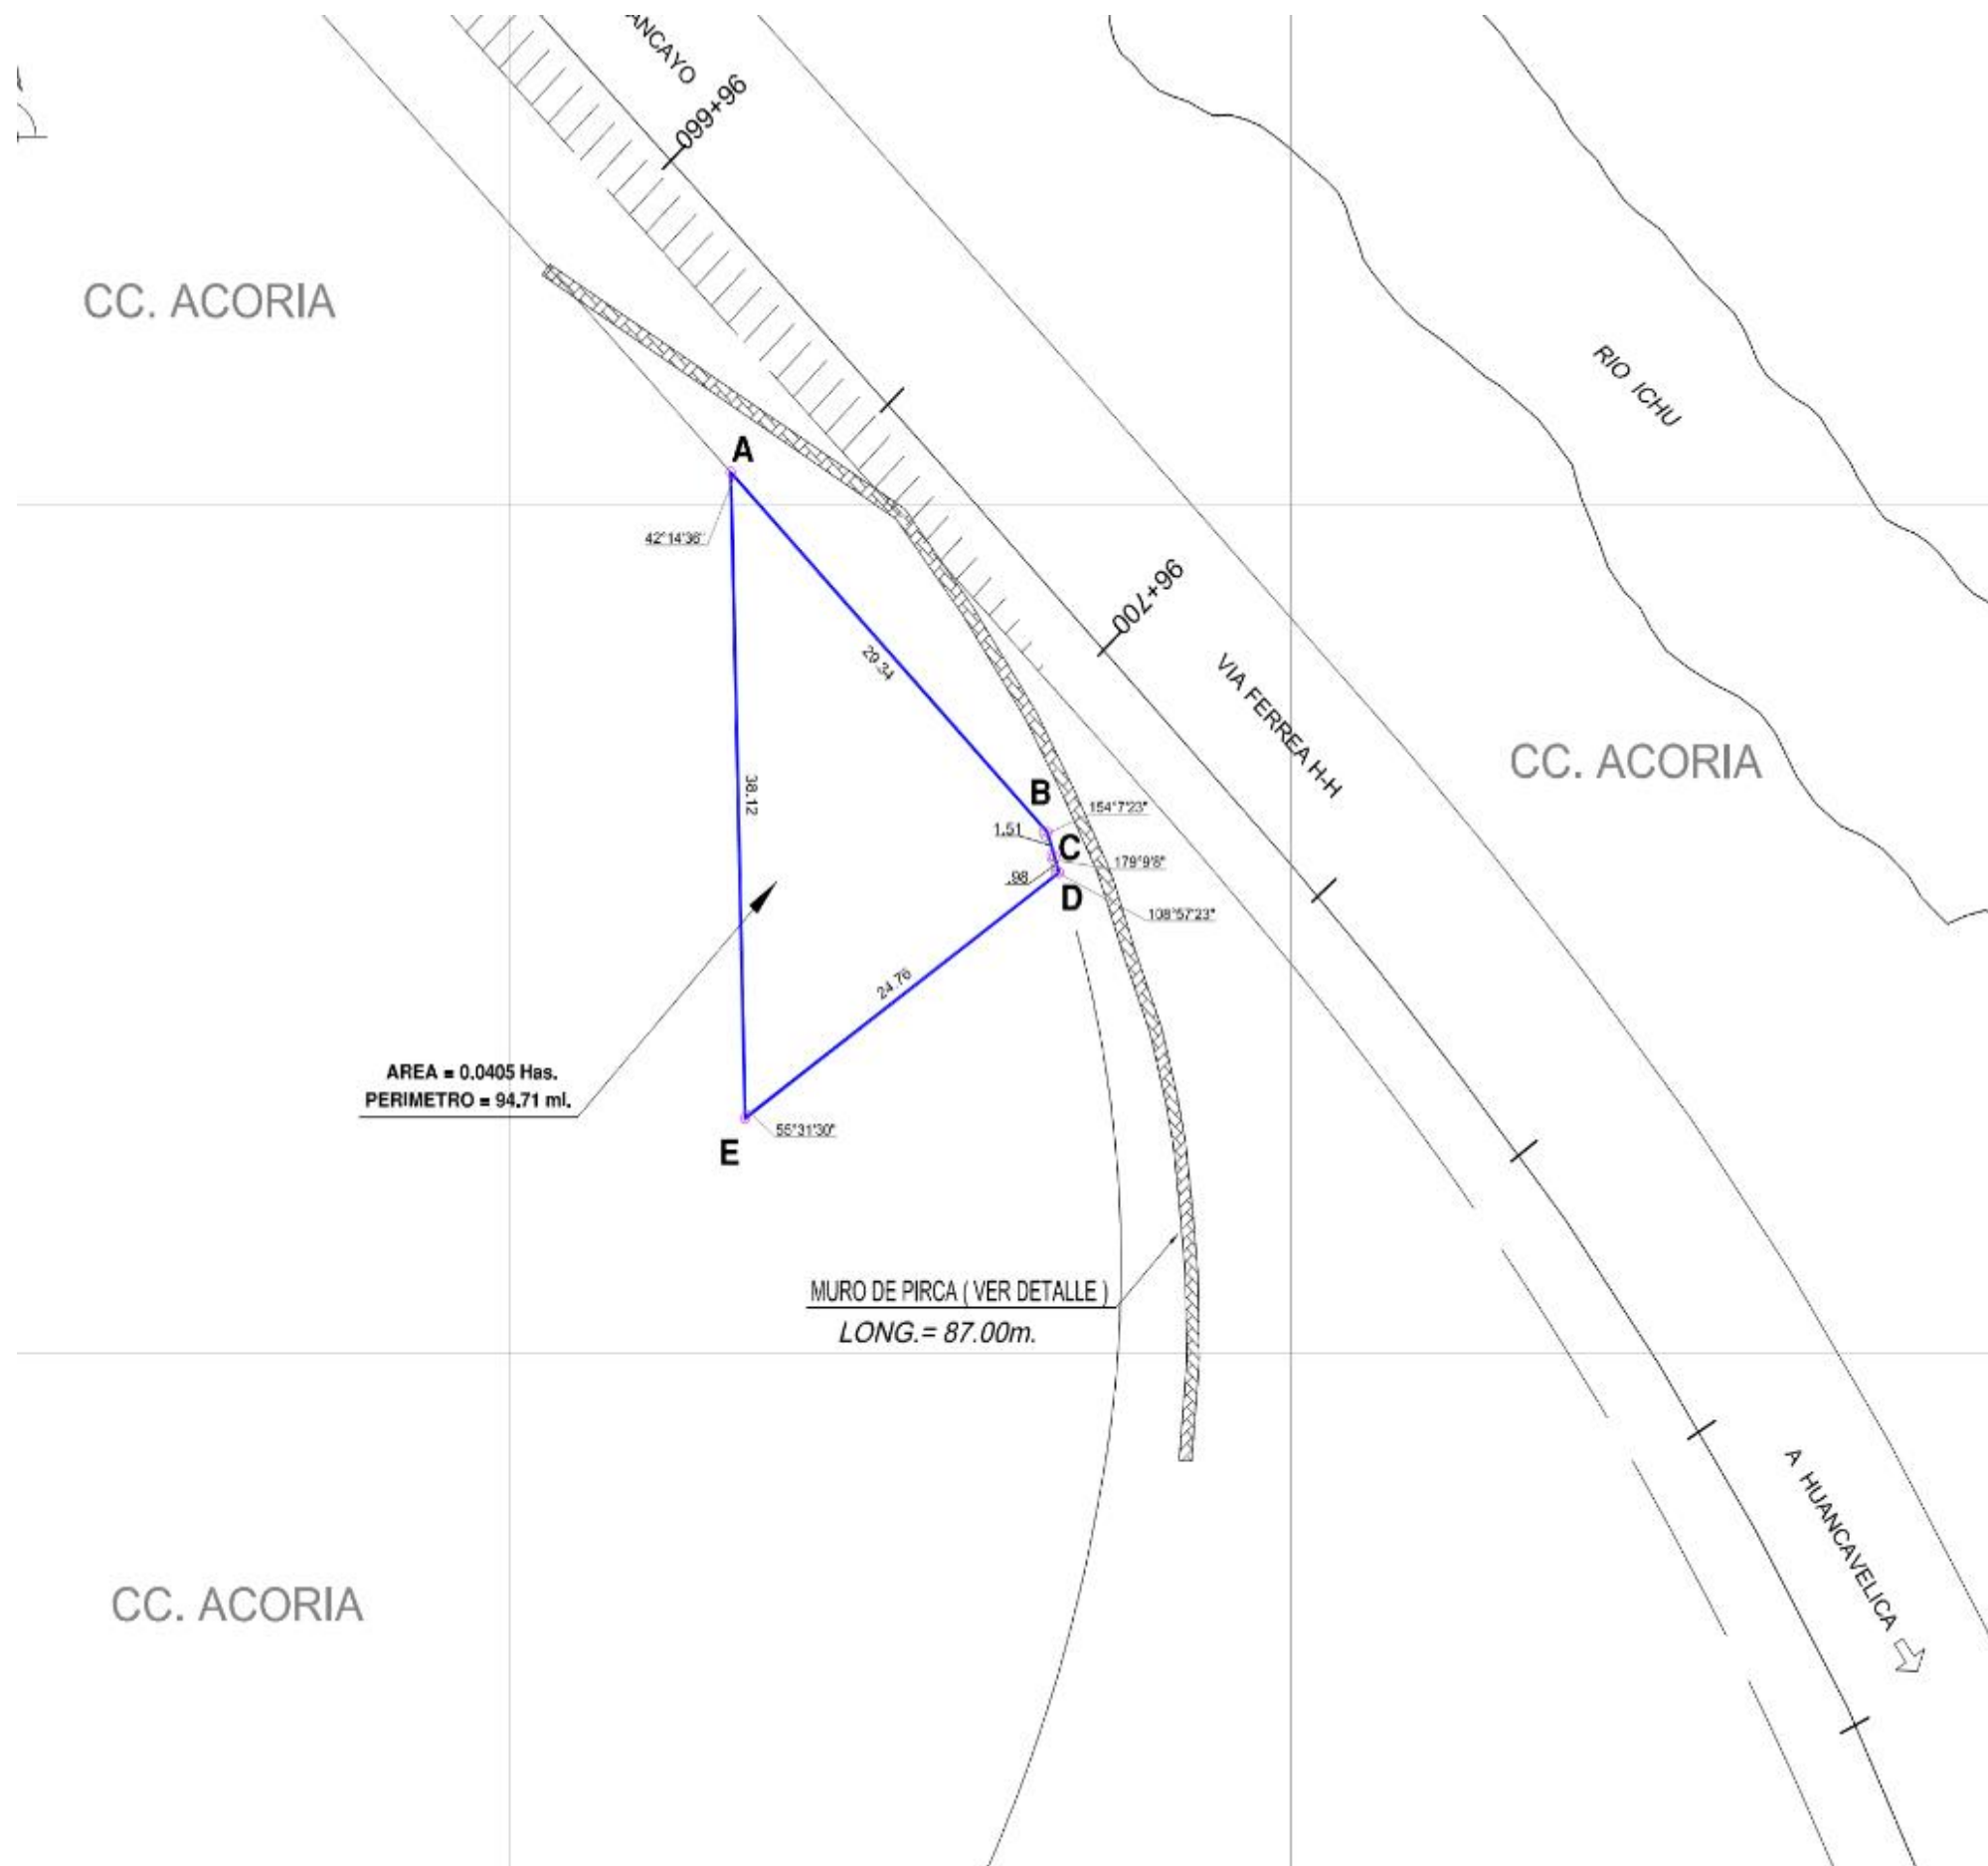 ANCAYO
96+660
CC. ACORIA
RIO ICHU
A
42°14'36"
29.34
96+700
VIA FERREA H-H
CC. ACORIA
38.12
B
154°7'23"
1.51
C
179°9'8"
.98
D
108°57'23"
24.76
AREA = 0.0405 Has.
PERIMETRO = 94.71 ml.
E
55°31'30"
MURO DE PIRCA ( VER DETALLE )
LONG.= 87.00m.
A HUANCAVELICA
CC. ACORIA